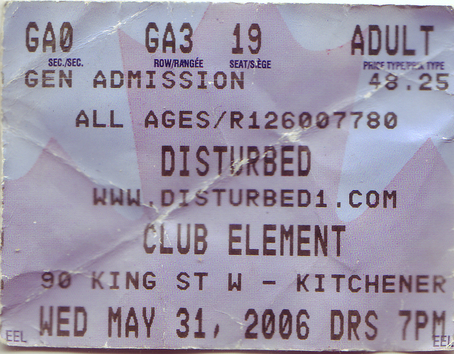 GA0 GA3 19 ADULT
SEC./SEC. ROW/RANGÉE SEAT/S.ÈGE PRICE TYPE/PRIX TYPE
GEN ADMISSION 48.25
ALL AGES/R126007780
DISTURBED
WWW.DISTURBED1.COM
CLUB ELEMENT
90 KING ST W - KITCHENER
WED MAY 31, 2006 DRS 7PM
EEL EEL